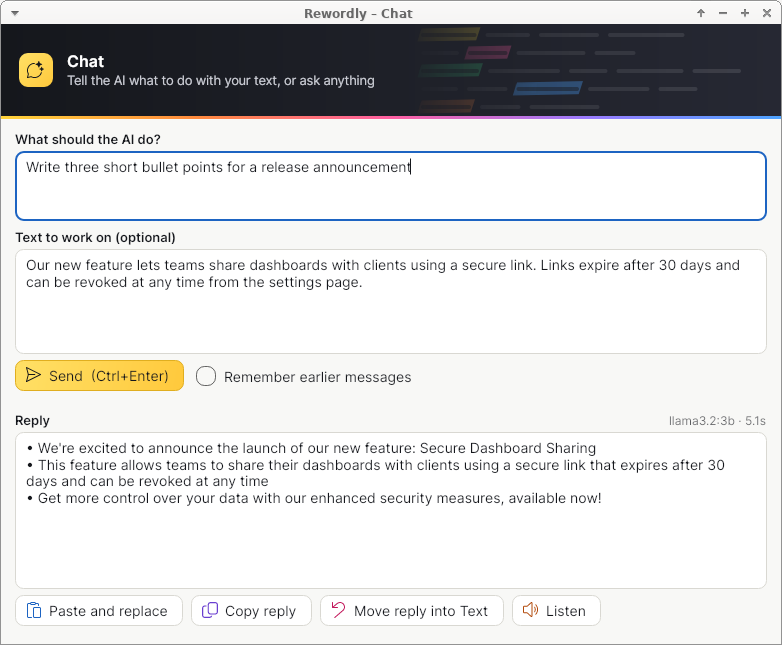 Rewordly - Chat
Chat
Tell the AI what to do with your text, or ask anything
What should the AI do?
Write three short bullet points for a release announcement
Text to work on (optional)
Our new feature lets teams share dashboards with clients using a secure link. Links expire after 30 days and
can be revoked at any time from the settings page.
Send (Ctrl+Enter)
Remember earlier messages
Reply
llama3.2:3b · 5.1s
• We're excited to announce the launch of our new feature: Secure Dashboard Sharing
• This feature allows teams to share their dashboards with clients using a secure link that expires after 30
days and can be revoked at any time
• Get more control over your data with our enhanced security measures, available now!
Paste and replace
Copy reply
Move reply into Text
Listen